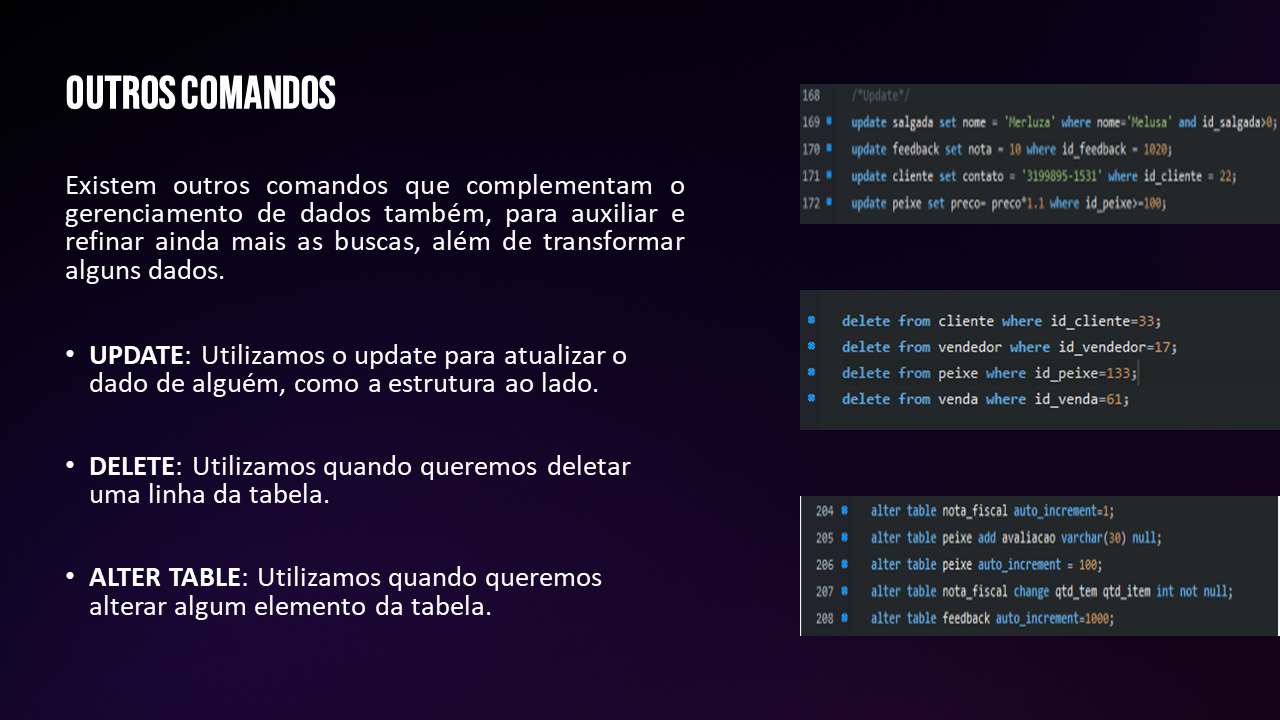 OUTROS COMANDOS
Existem outros comandos que complementam o
gerenciamento de dados também, para auxiliar e
refinar ainda mais as buscas, além de transformar
alguns dados.
• UPDATE: Utilizamos o update para atualizar o
dado de alguém, como a estrutura ao lado.
• DELETE: Utilizamos quando queremos deletar
uma linha da tabela.
• ALTER TABLE: Utilizamos quando queremos
alterar algum elemento da tabela.
168 /*Update*/
169 update salgada set nome = 'Merluza' where nome='Melusa' and id_salgada>0;
170 update feedback set nota = 10 where id_feedback = 1020;
171 update cliente set contato = '3199895-1531' where id_cliente = 22;
172 update peixe set preco= preco*1.1 where id_peixe>=100;
delete from cliente where id_cliente=33;
delete from vendedor where id_vendedor=17;
delete from peixe where id_peixe=133;
delete from venda where id_venda=61;
204 alter table nota_fiscal auto_increment=1;
205 alter table peixe add avaliacao varchar(30) null;
206 alter table peixe auto_increment = 100;
207 alter table nota_fiscal change qtd_tem qtd_item int not null;
208 alter table feedback auto_increment=1000;